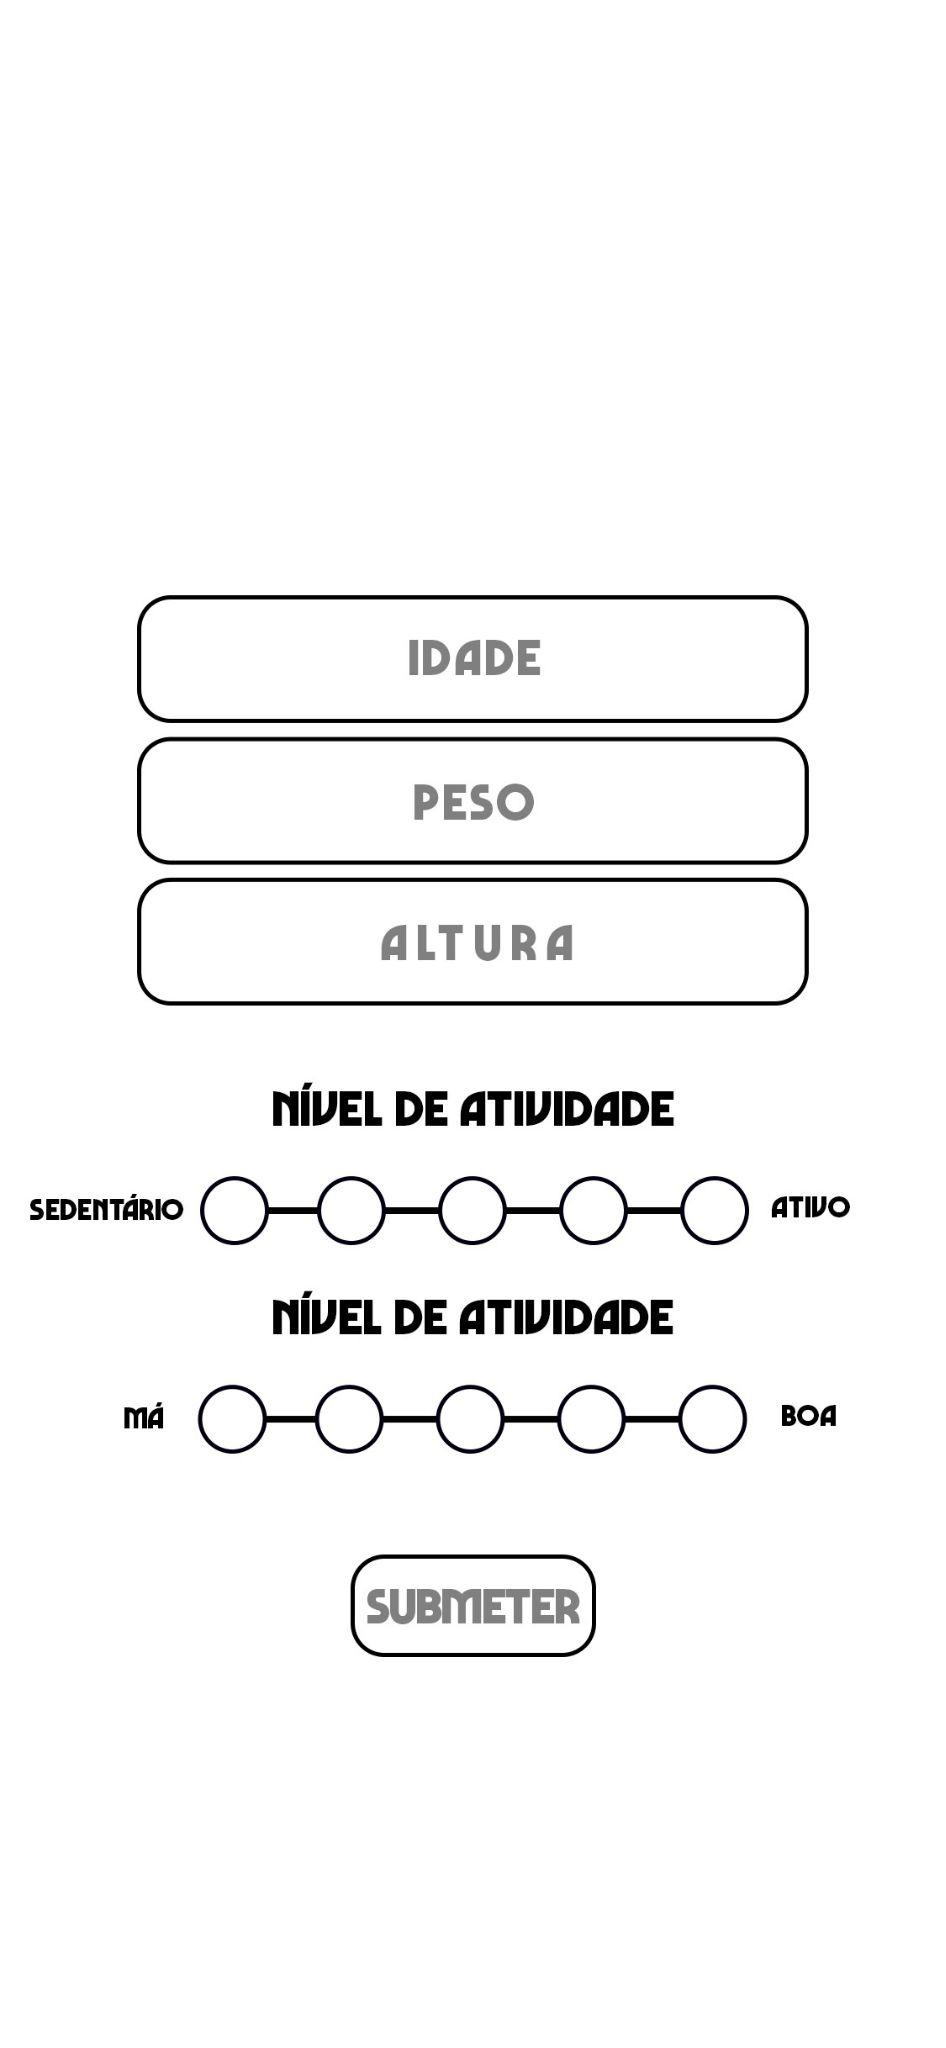 IDADE
PESO
ALTURA
NÍVEL DE ATIVIDADE
SEDENTÁRIO ATIVO
NÍVEL DE ATIVIDADE
MÁ BOA
SUBMETER